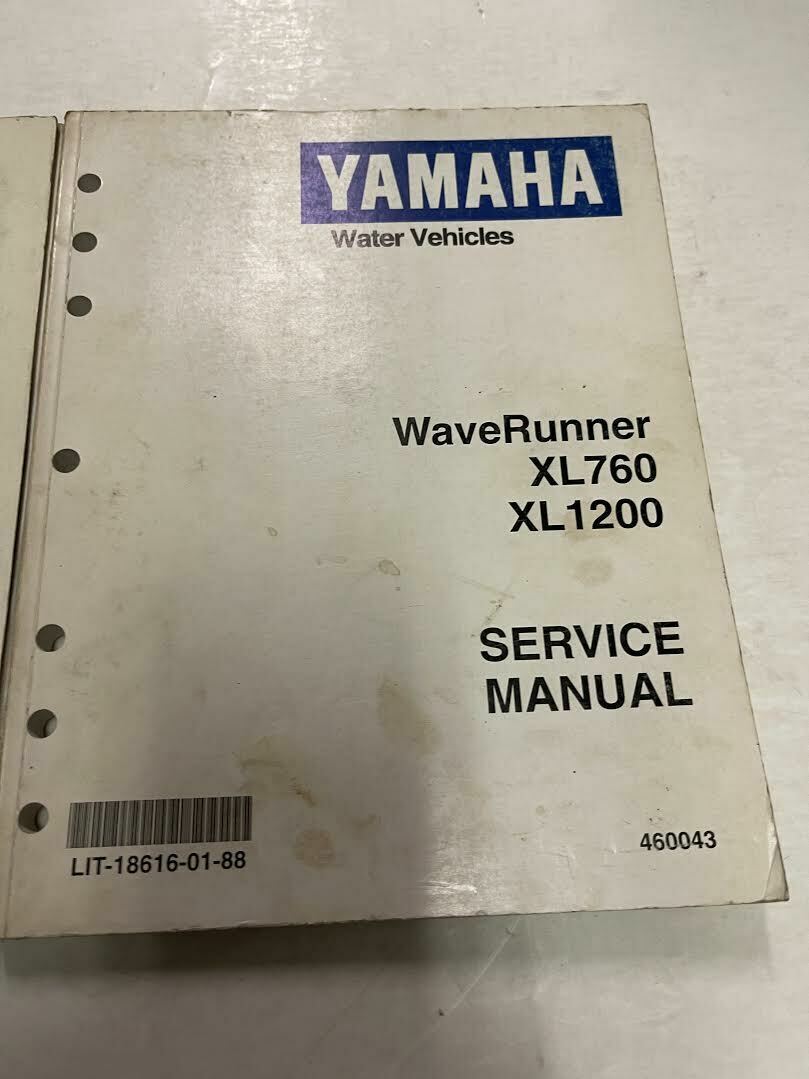 YAMAHA
Water Vehicles
WaveRunner
XL760
XL1200
SERVICE
MANUAL
LIT-18616-01-88
460043